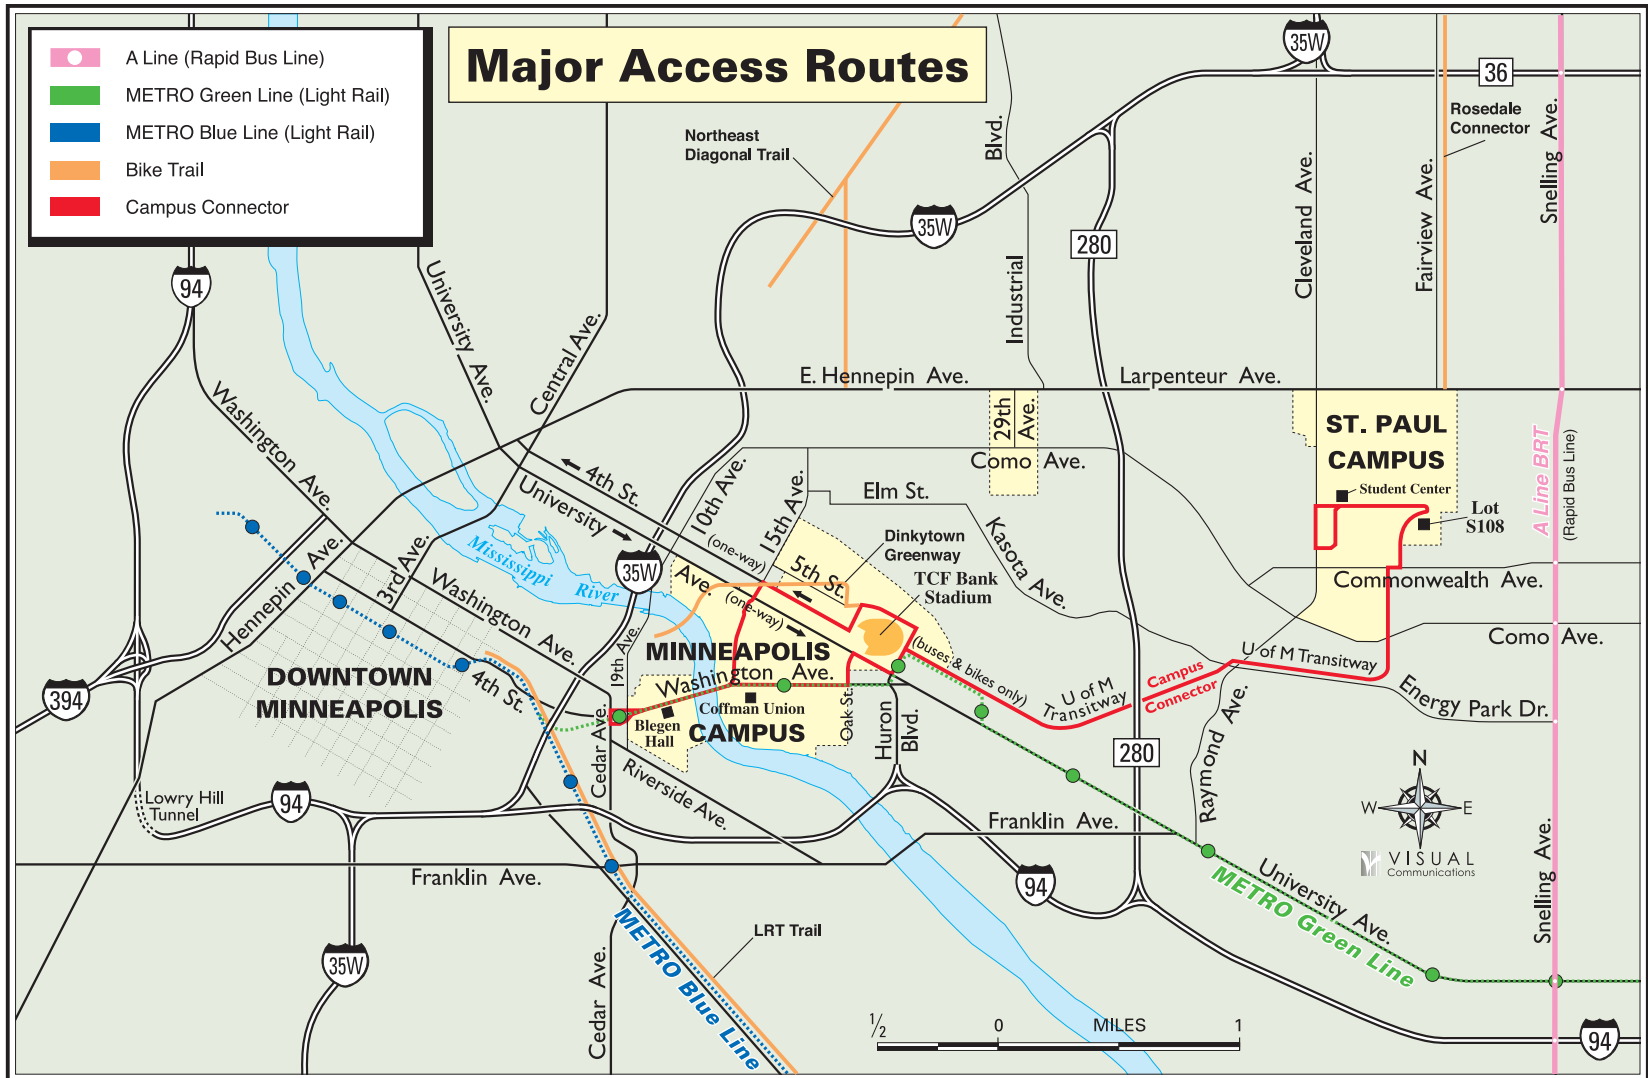 Major Access Routes
A Line (Rapid Bus Line)
METRO Green Line (Light Rail)
METRO Blue Line (Light Rail)
Bike Trail
Campus Connector
35W
36
Rosedale
Connector
Snelling Ave.
Fairview Ave.
Cleveland Ave.
Blvd.
Industrial
Northeast
Diagonal Trail
35W
280
94
University
Ave.
Central Ave.
Washington
Ave.
E. Hennepin Ave.
Larpenteur Ave.
29th
Ave.
Como Ave.
ST. PAUL
CAMPUS
Student Center
Lot
S108
A Line BRT
(Rapid Bus Line)
4th St.
University
10th Ave.
15th Ave.
(one-way)
Elm St.
Kasota Ave.
Dinkytown
Greenway
TCF Bank
Stadium
5th St.
Ave.
(one-way)
35W
Mississippi
River
Hennepin
Ave.
3rd Ave.
Washington
Ave.
19th Ave.
Commonwealth Ave.
Como Ave.
U of M Transitway
Energy Park Dr.
(buses & bikes only)
U of M
Transitway
Campus
Connector
MINNEAPOLIS
Washington Ave.
Coffman Union
Blegen
Hall
CAMPUS
Oak St.
Huron
Blvd.
DOWNTOWN
MINNEAPOLIS
4th St.
394
Cedar Ave.
Riverside Ave.
280
Raymond Ave.
N
W
E
VISUAL
Communications
Lowry Hill
Tunnel
94
Franklin Ave.
Franklin Ave.
94
University
Ave.
METRO Green Line
Snelling Ave.
METRO Blue Line
LRT Trail
35W
Cedar Ave.
1/2
0
MILES
1
94